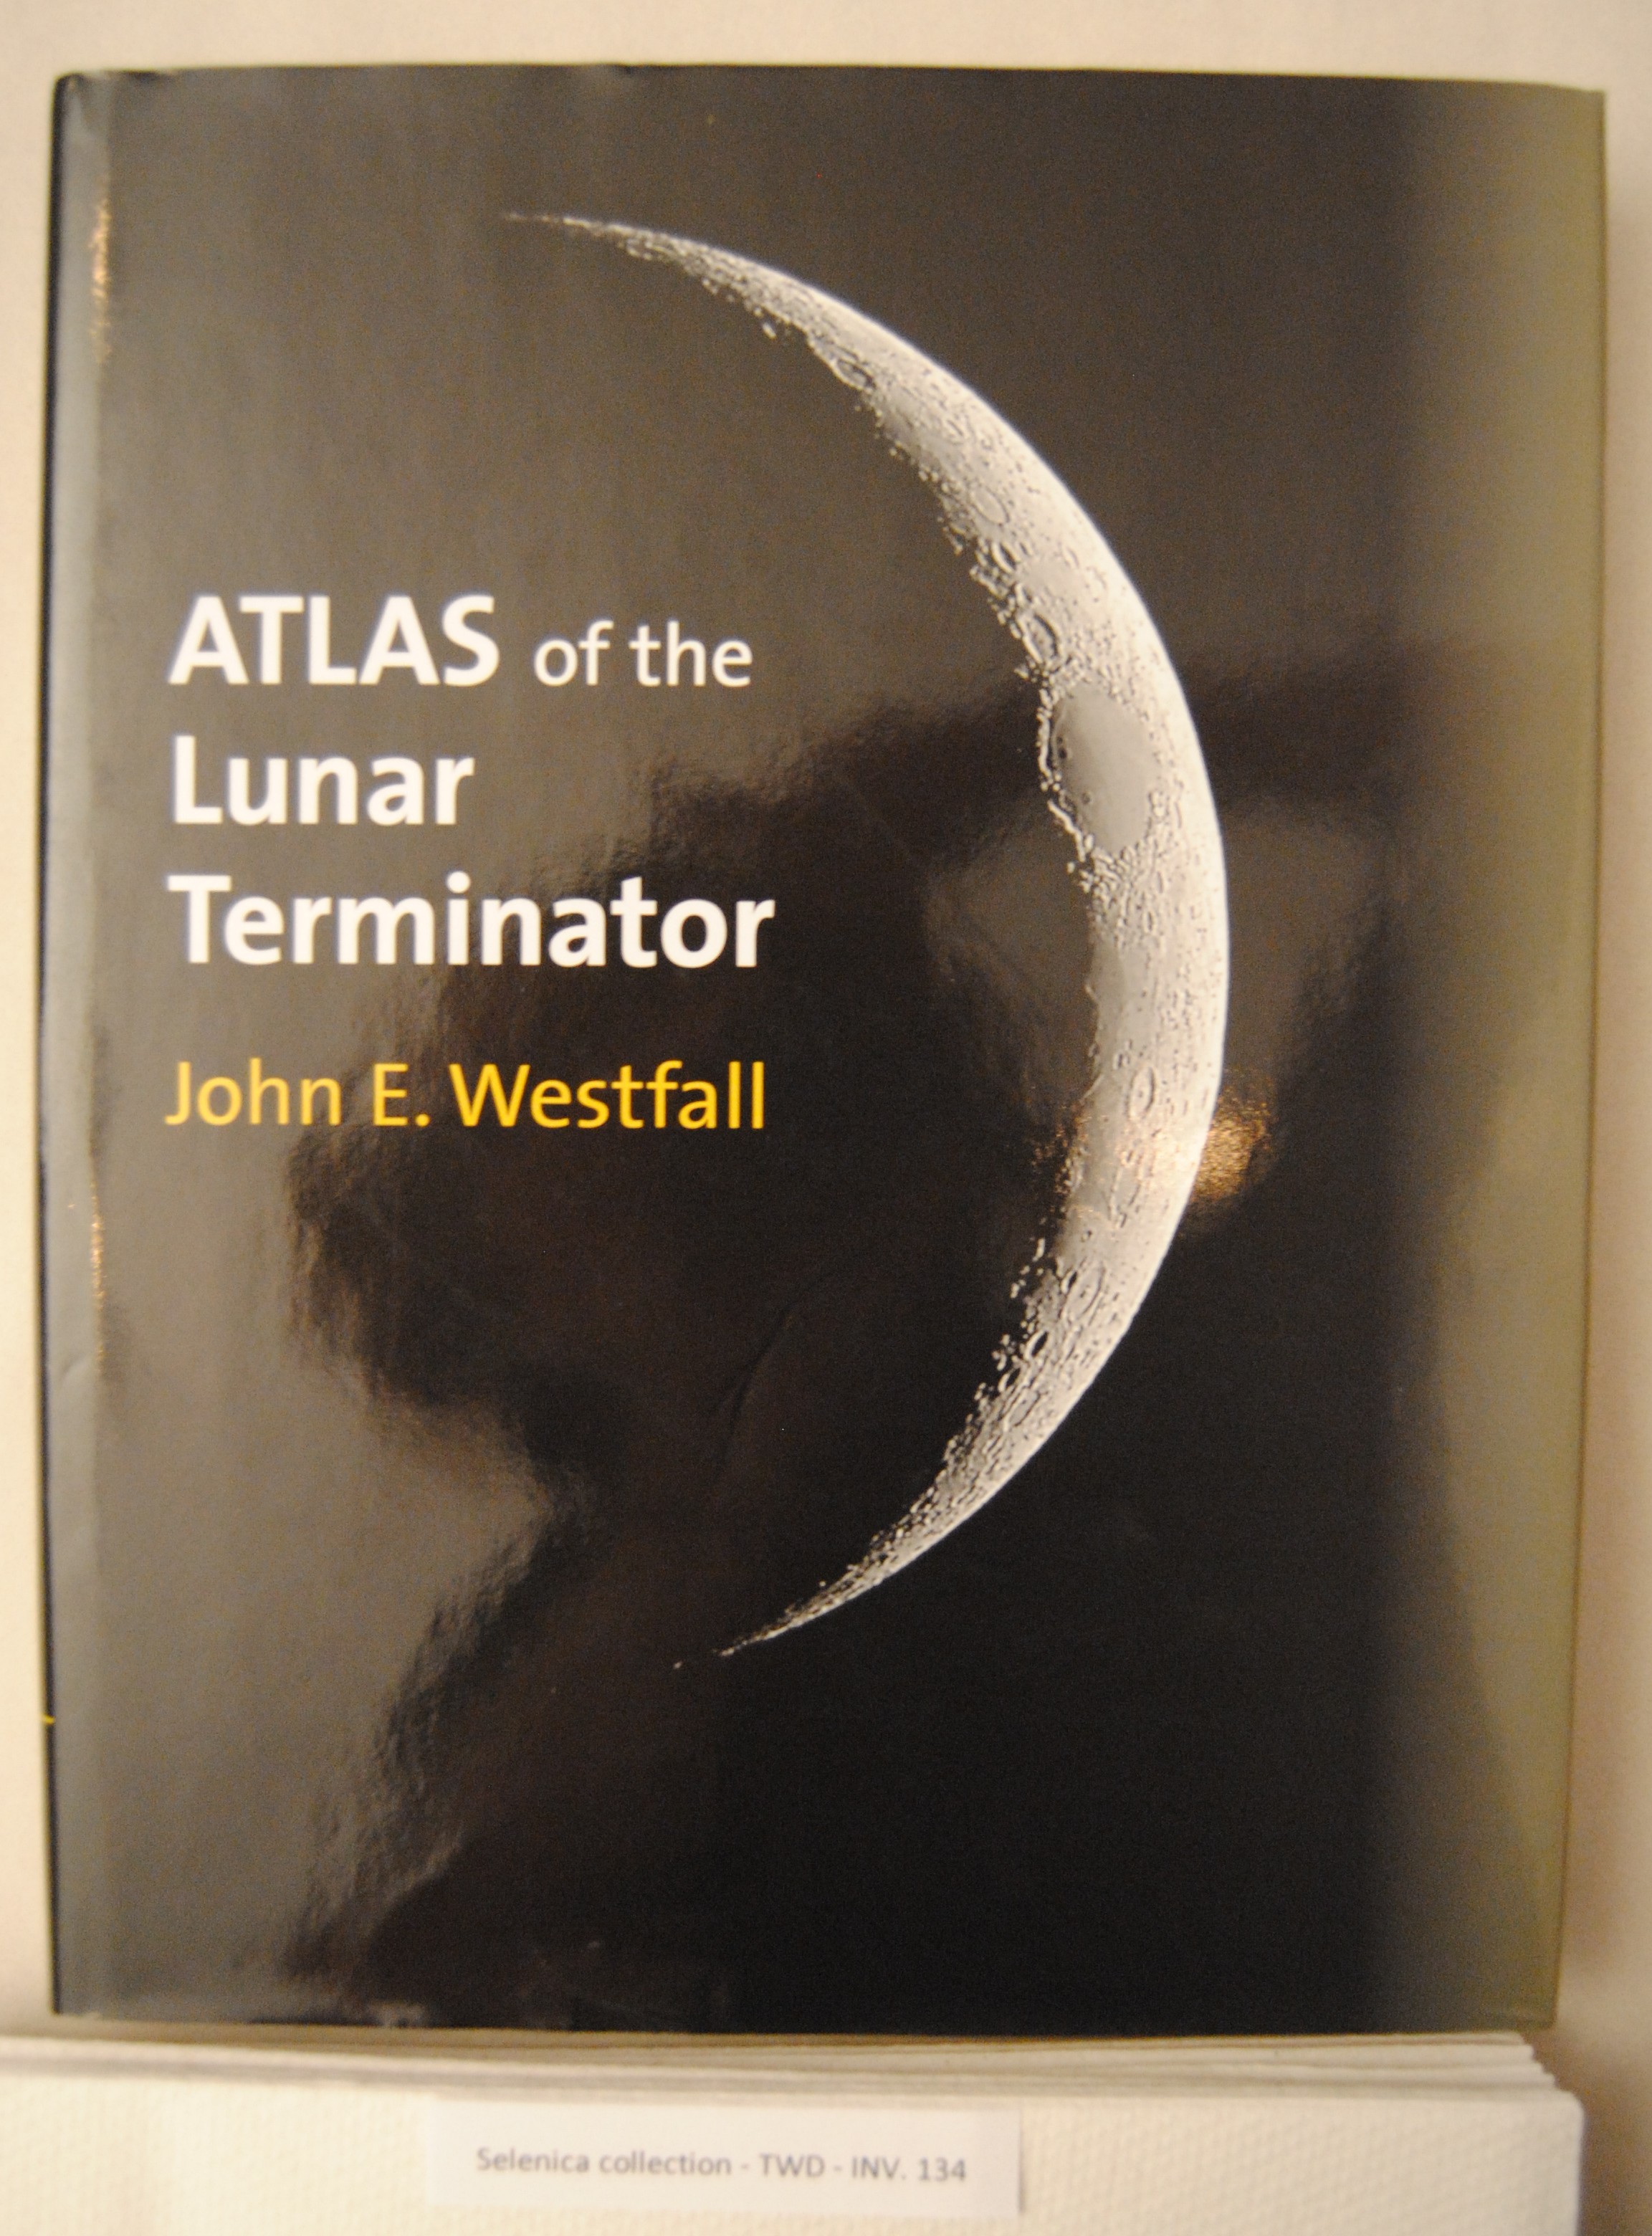 ATLAS of the
Lunar
Terminator
John E. Westfall
Selenica collection - TWD - INV. 134